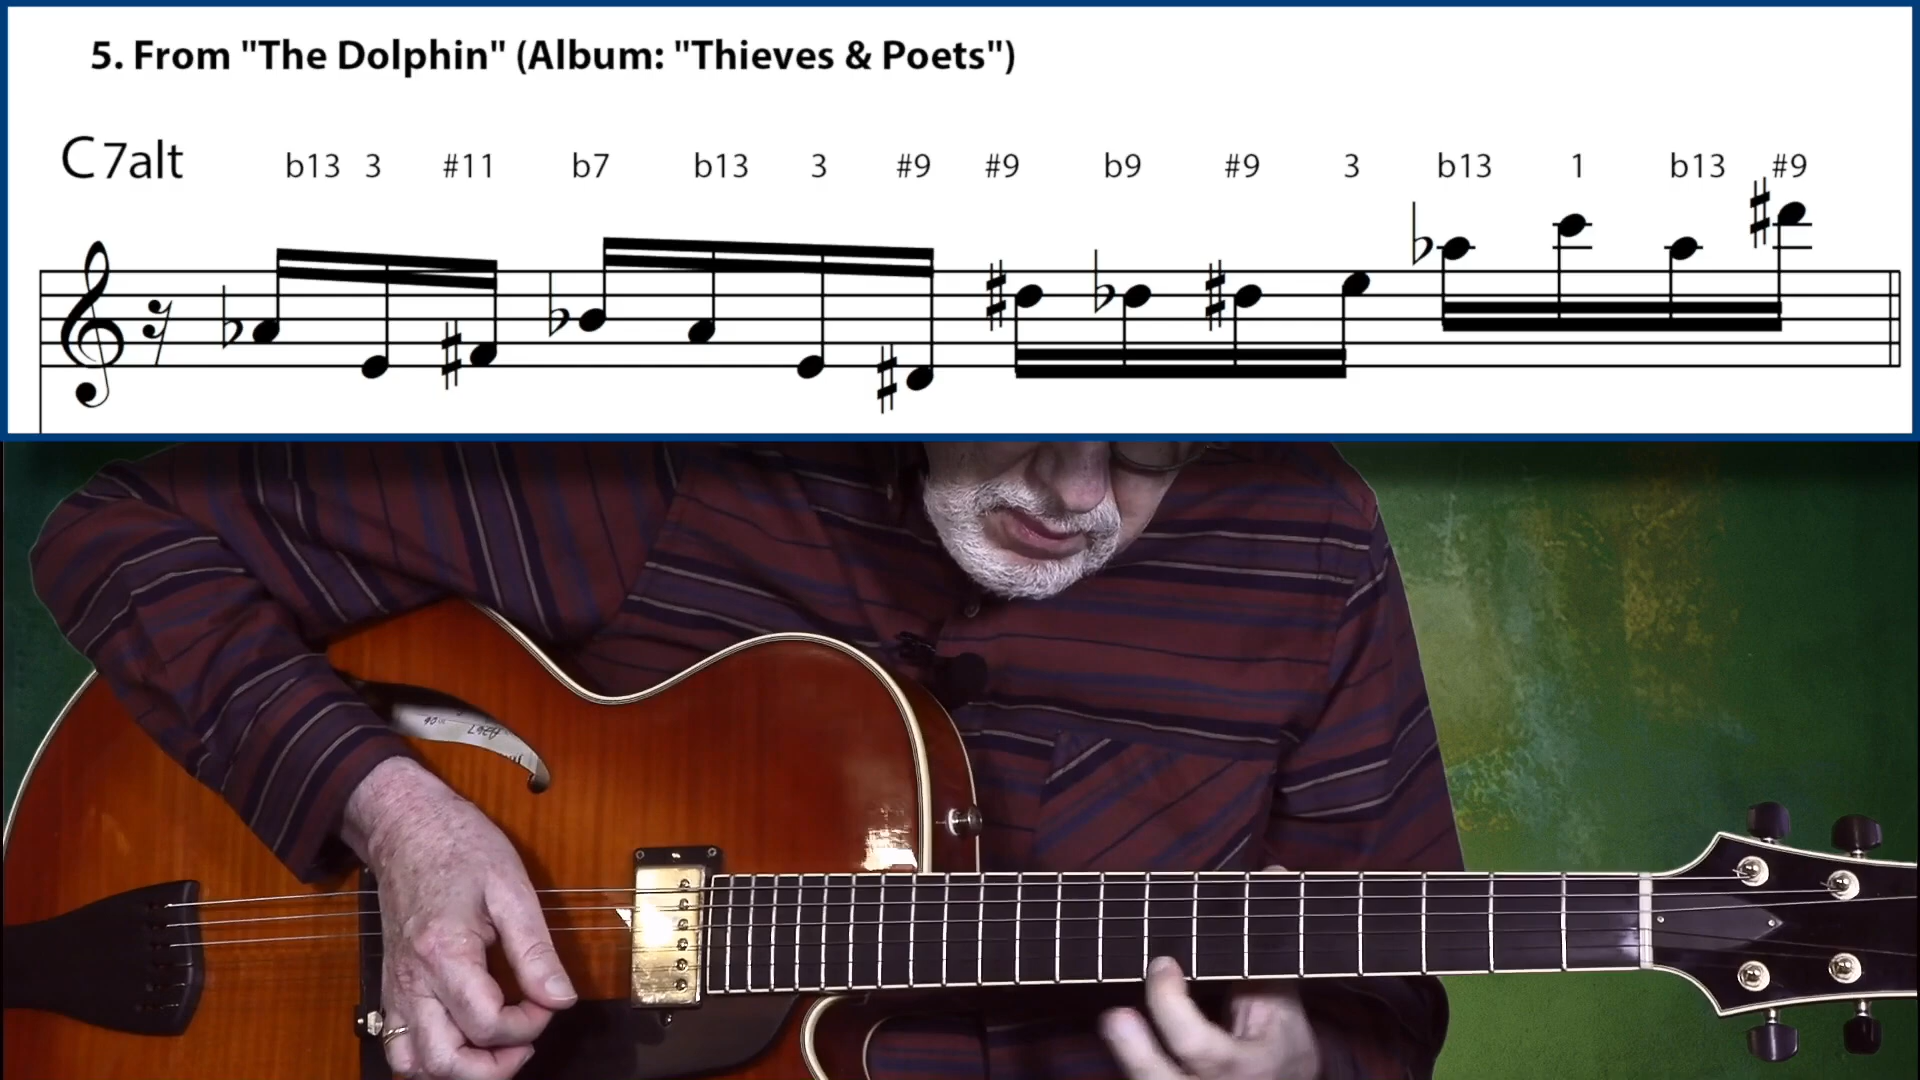 5. From "The Dolphin" (Album: "Thieves & Poets")
C7alt b13 3 #11 b7 b13 3 #9 #9 b9 #9 3 b13 1 b13 #9